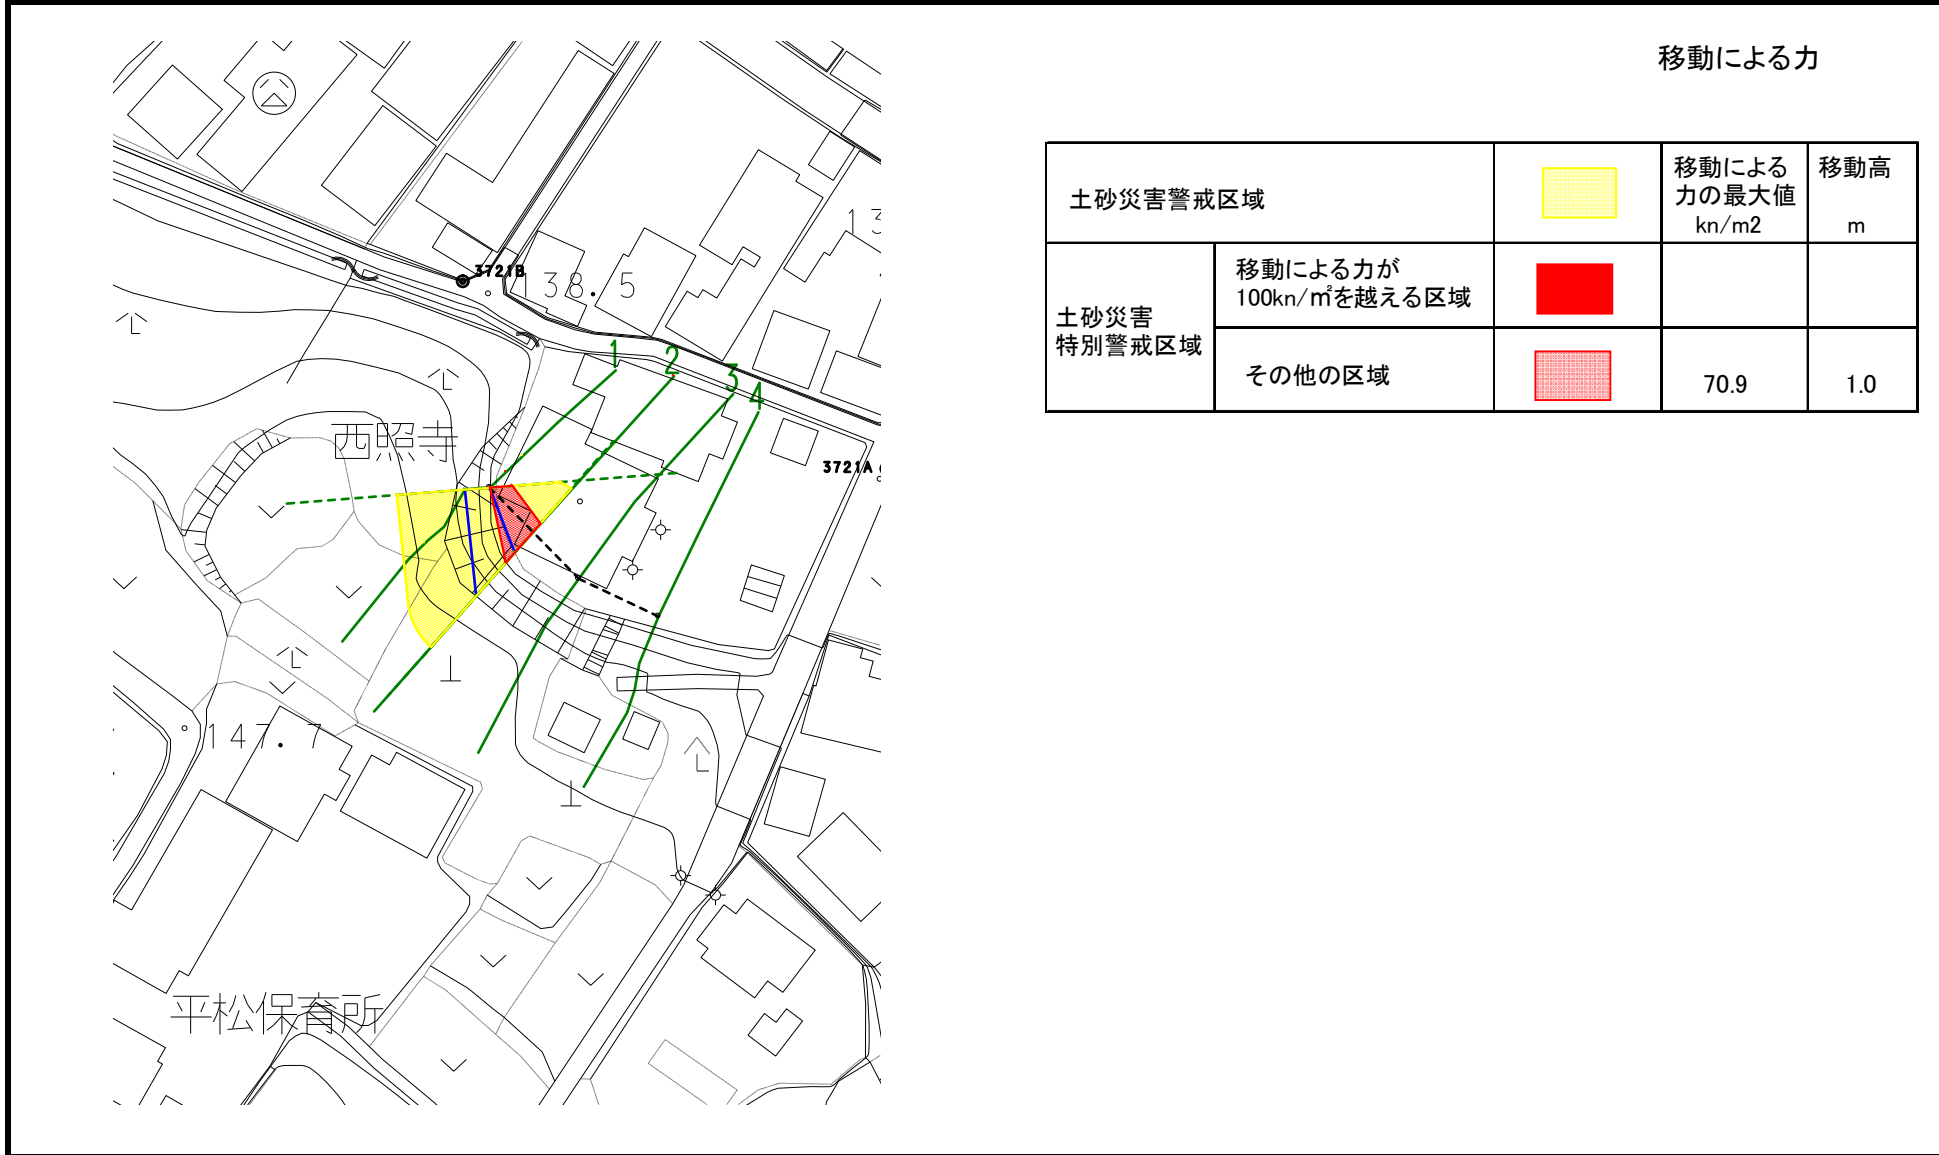 移動による力
土砂災害警戒区域
移動による
力の最大値
kn/m2
移動高
m
土砂災害
特別警戒区域
移動による力が
100kn/㎡を越える区域
その他の区域
70.9
1.0
3721B
138.5
13
1
2
3
4
西照寺
3721A
147.7
平松保育所